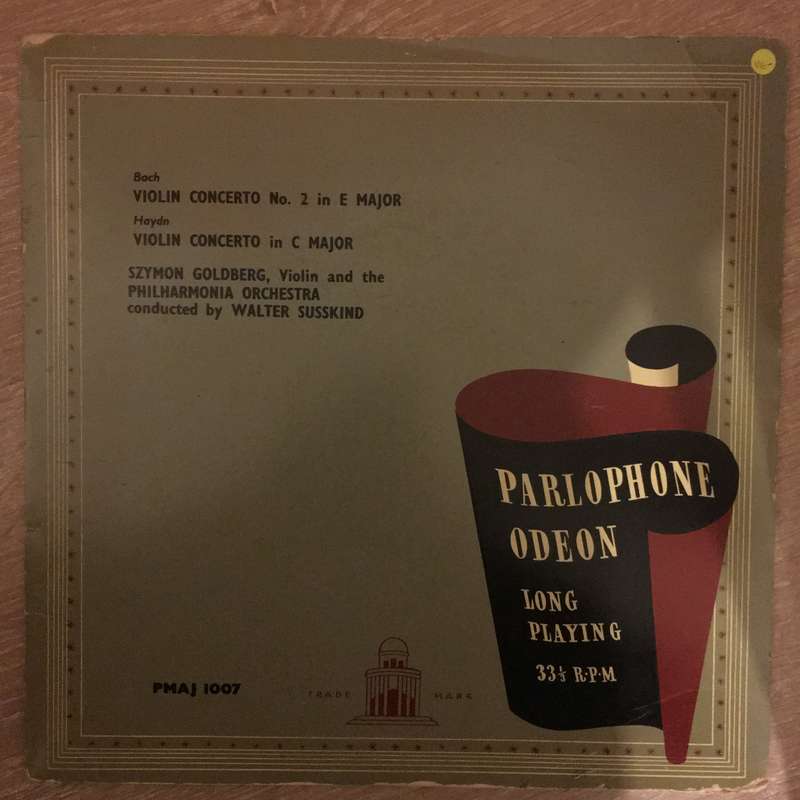 Bach
VIOLIN CONCERTO No. 2 in E MAJOR
Haydn
VIOLIN CONCERTO in C MAJOR
SZYMON GOLDBERG, Violin and the
PHILHARMONIA ORCHESTRA
conducted by WALTER SUSSKIND
PARLOPHONE
ODEON
LONG
PLAYING
33⅓ R·P·M
PMAJ 1007
TRADE MARK